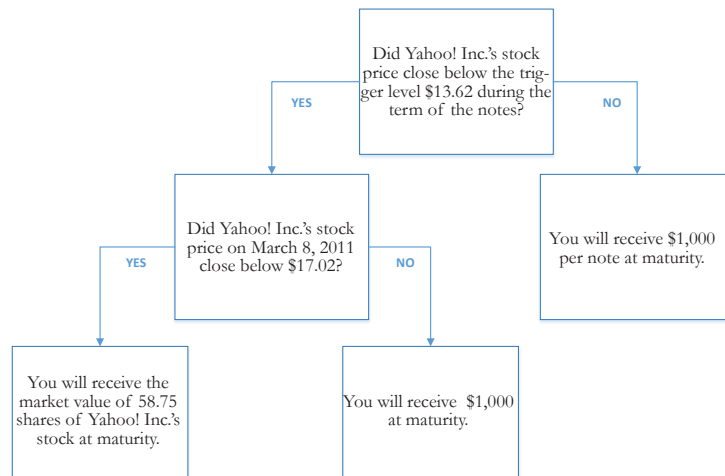 Did Yahoo! Inc.'s stock
price close below the trig-
ger level $13.62 during the
term of the notes?
YES
NO
Did Yahoo! Inc.'s stock
price on March 8, 2011
close below $17.02?
You will receive $1,000
per note at maturity.
YES
NO
You will receive the
market value of 58.75
shares of Yahoo! Inc.'s
stock at maturity.
You will receive $1,000
at maturity.